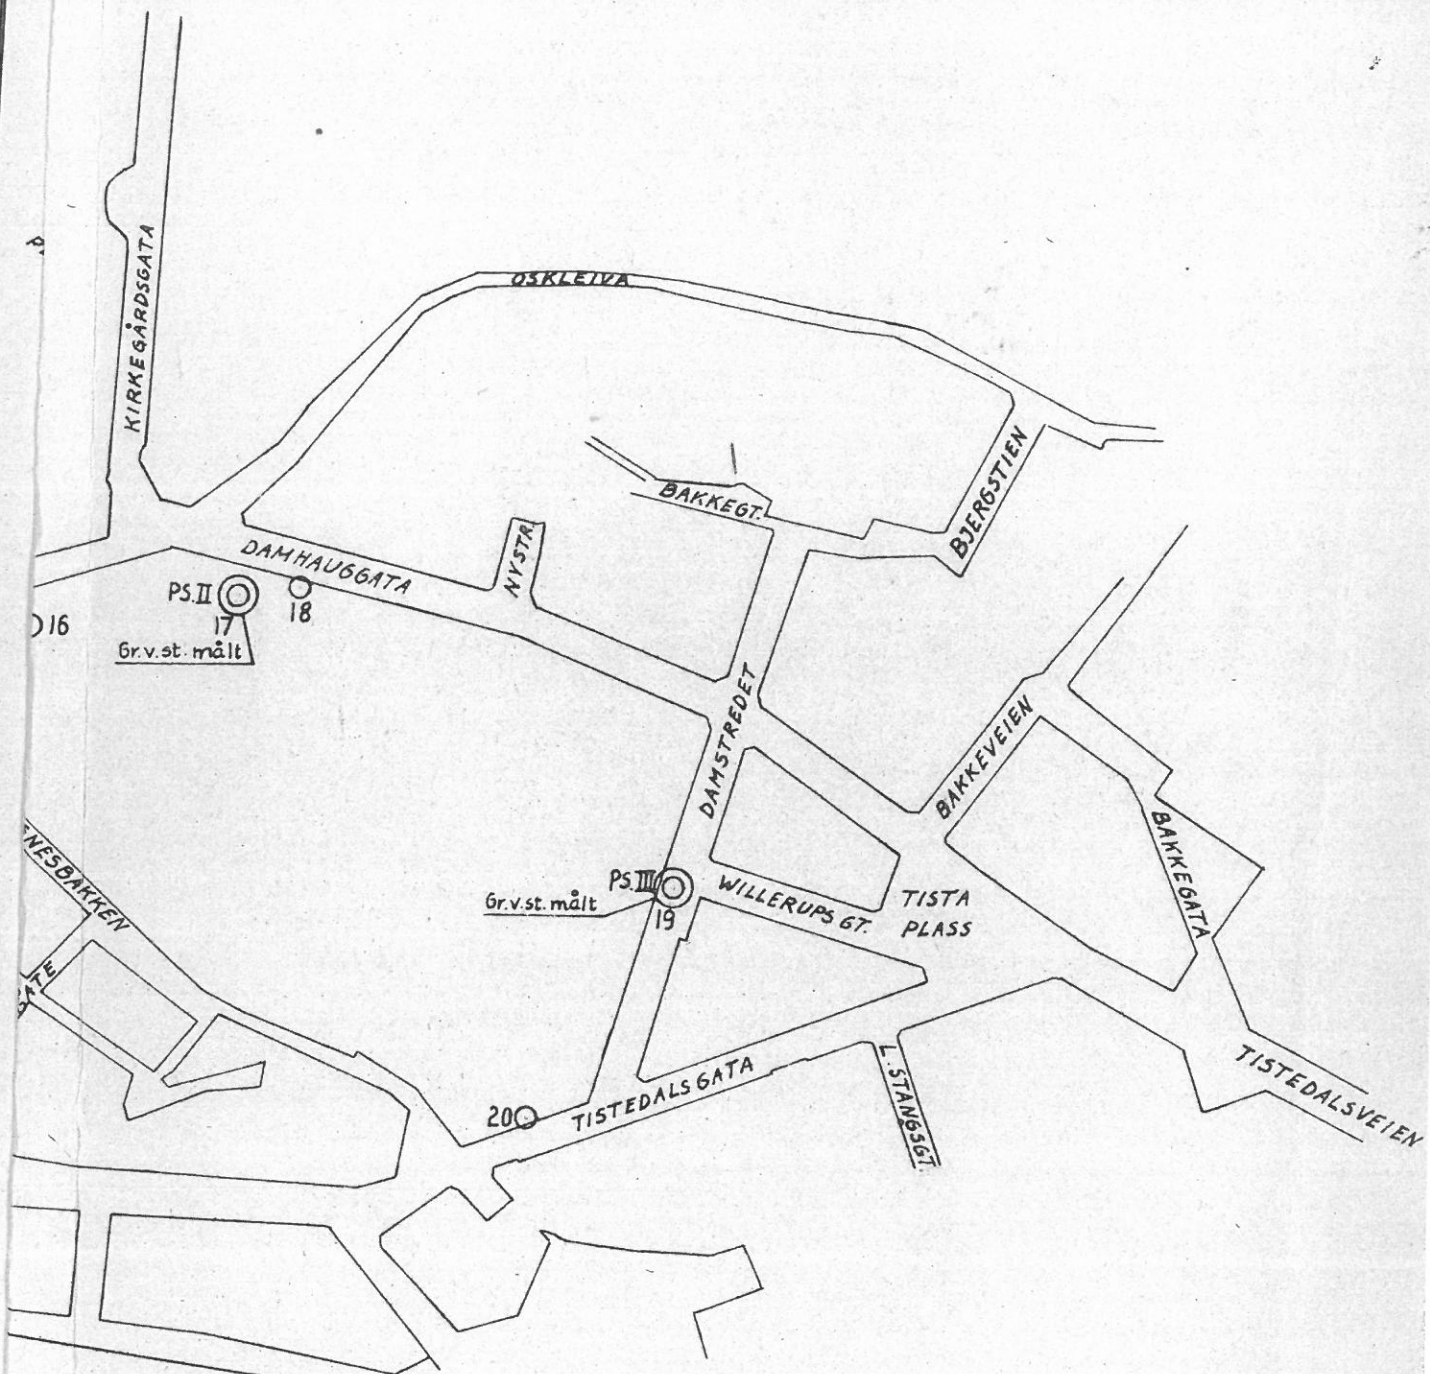 KIRKEGÅRDSGATA
OSKLEIVA
BAKKEGT.
BJERGSTIEN
NYSTR.
DAMHAUGGATA
PS.II
17
18
16
Gr.v.st. målt
DAMSTREDET
BAKKEVEIEN
BAKKEGATA
PS.III
19
Gr.v.st. målt
WILLERUPS GT.
TISTA
PLASS
NESBAKKEN
GATE
20
TISTEDALSGATA
L. STANGSGT.
TISTEDALSVEIEN